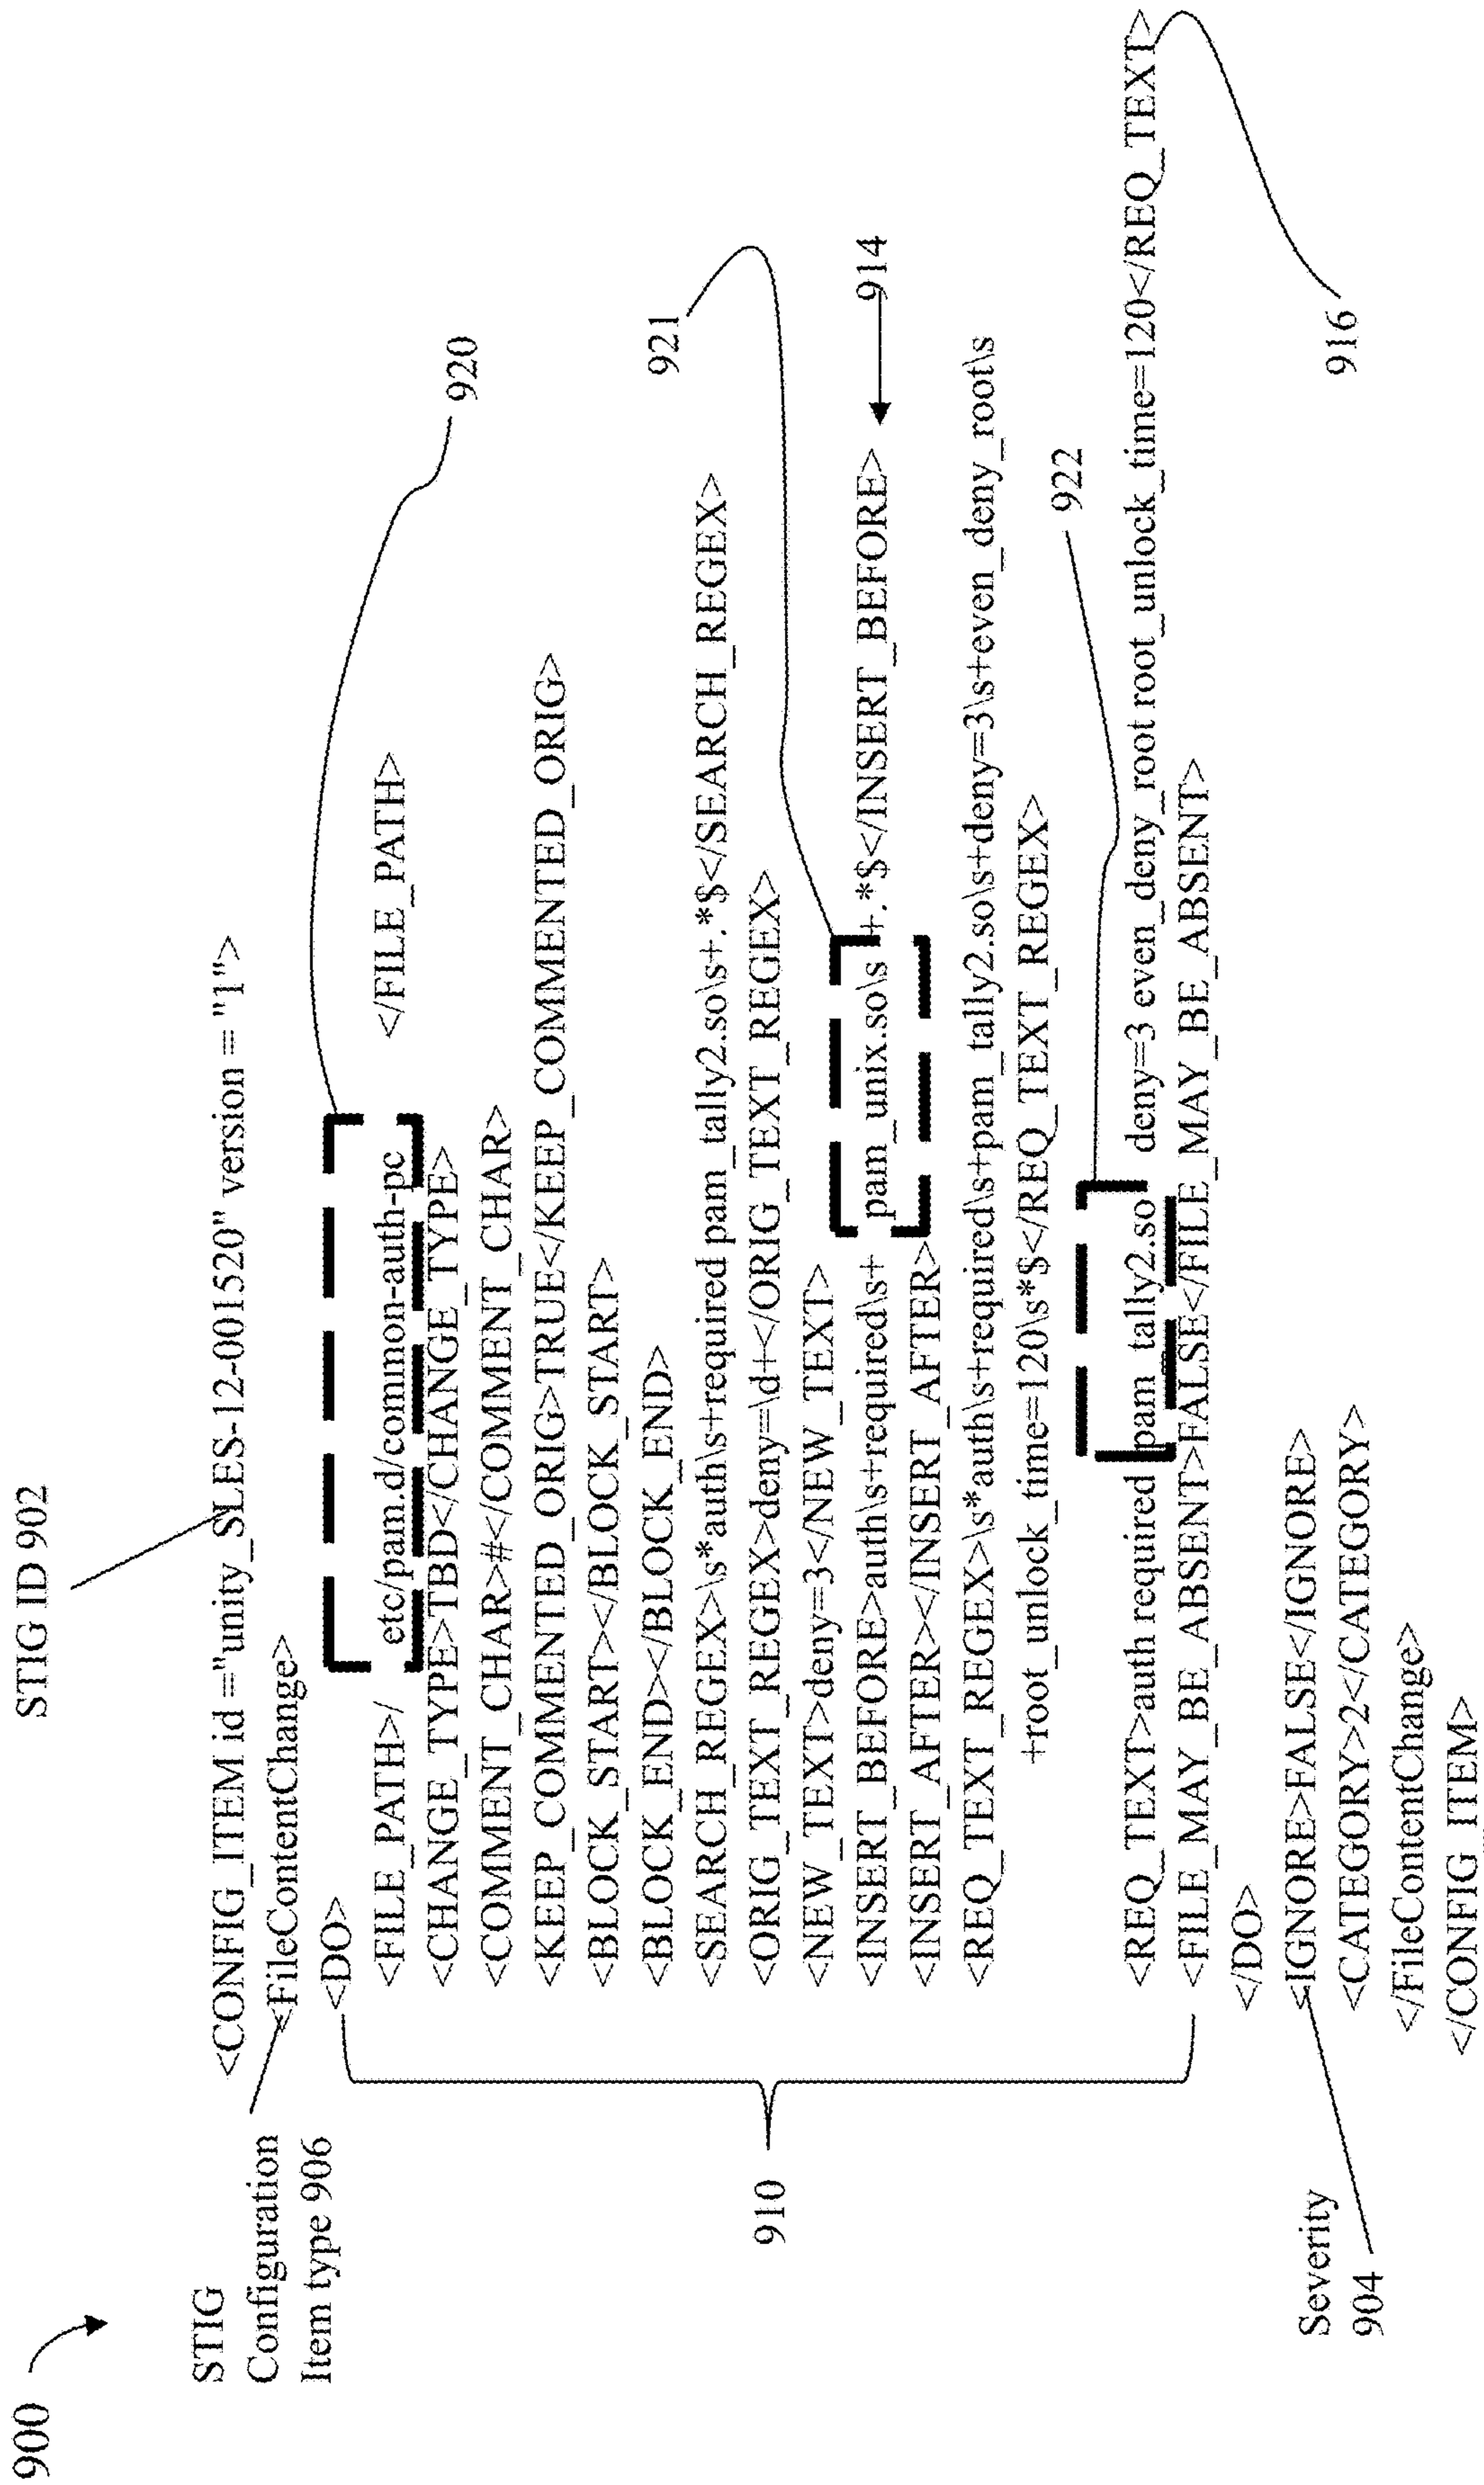 900
STIG ID 902
STIG
Configuration
Item type 906
<CONFIG_ITEM id ="unity_SLES-12-001520" version = "1">
<FileContentChange>
<DO>
<FILE_PATH>/ etc/pam.d/common-auth-pc </FILE_PATH>
920
<CHANGE_TYPE>TBD</CHANGE_TYPE>
<COMMENT_CHAR>#</COMMENT_CHAR>
<KEEP_COMMENTED_ORIG>TRUE</KEEP_COMMENTED_ORIG>
<BLOCK_START></BLOCK_START>
<BLOCK_END></BLOCK_END>
921
<SEARCH_REGEX>\s*auth\s+required pam_tally2.so\s+.*$</SEARCH_REGEX>
<ORIG_TEXT_REGEX>deny=\d+</ORIG_TEXT_REGEX>
910
<NEW_TEXT>deny=3</NEW_TEXT>
<INSERT_BEFORE>auth\s+required\s+ pam_unix.so\s +.*$</INSERT_BEFORE>
914
<INSERT_AFTER></INSERT_AFTER>
<REQ_TEXT_REGEX>\s*auth\s+required\s+pam_tally2.so\s+deny=3\s+even_deny_root\s
+root_unlock_time=120\s*$</REQ_TEXT_REGEX>
922
<REQ_TEXT>auth required pam_tally2.so deny=3 even_deny_root root_unlock_time=120</REQ_TEXT>
<FILE_MAY_BE_ABSENT>FALSE</FILE_MAY_BE_ABSENT>
</DO>
<IGNORE>FALSE</IGNORE>
<CATEGORY>2</CATEGORY>
</FileContentChange>
</CONFIG_ITEM>
Severity
904
916